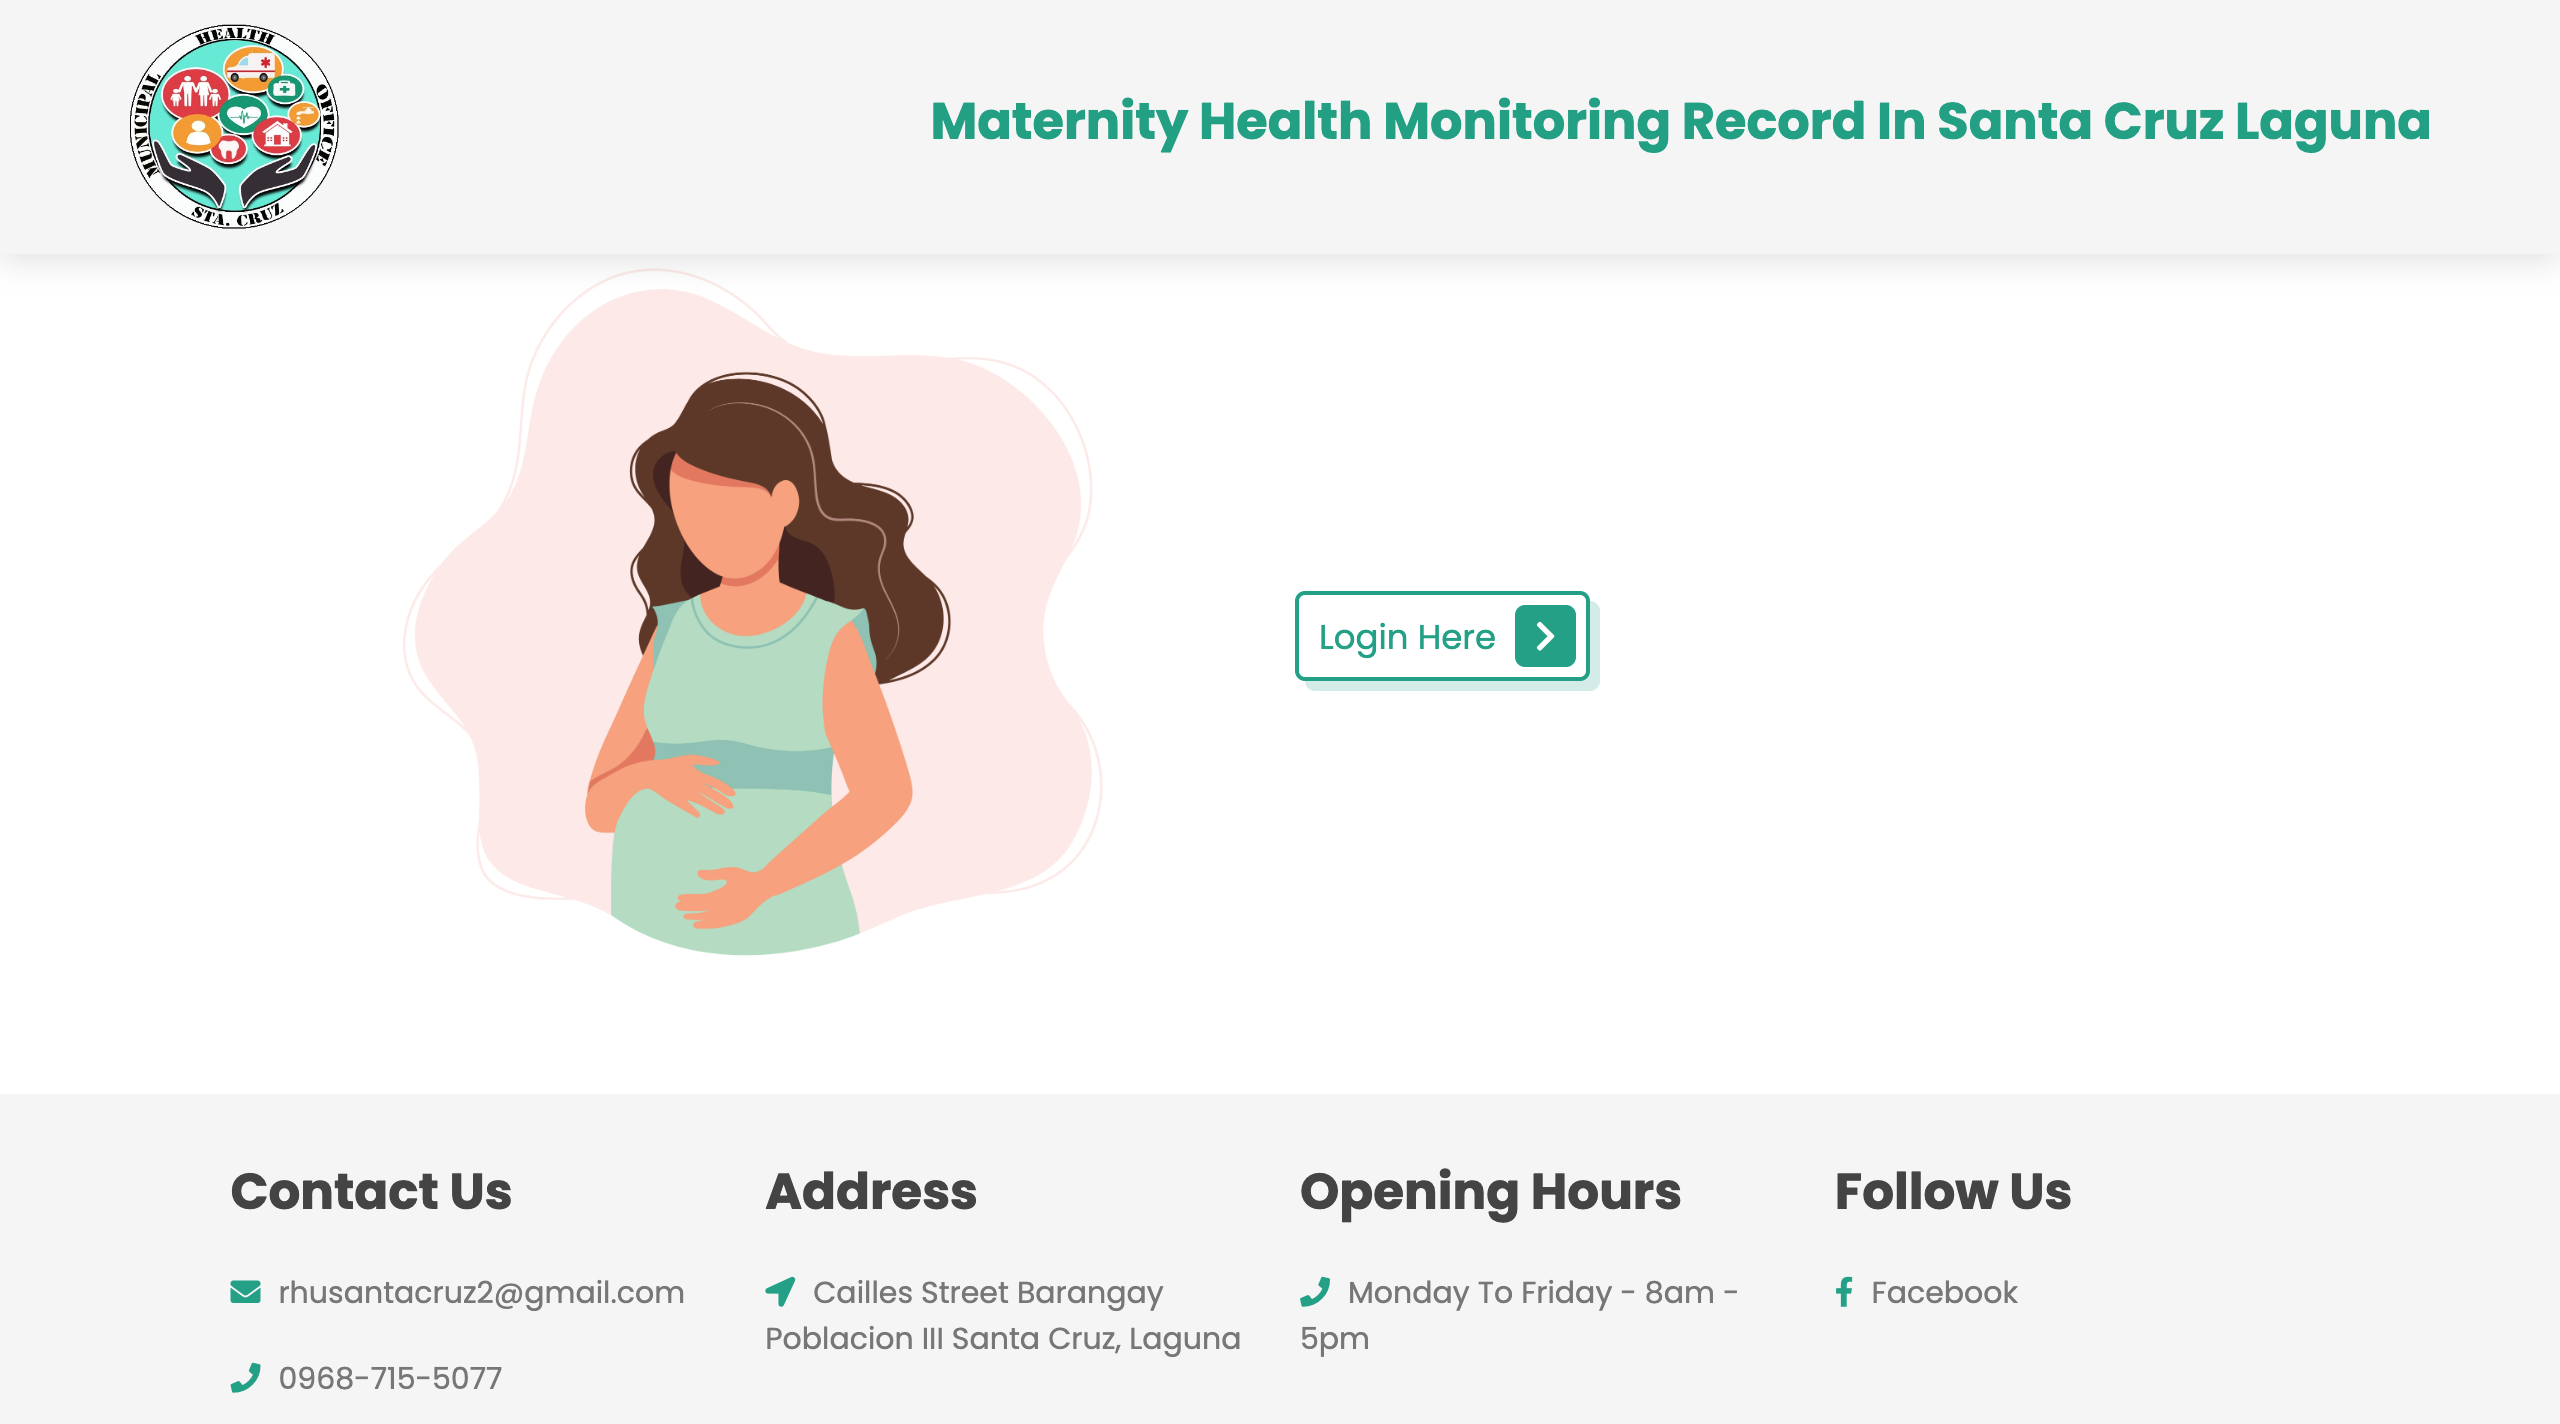 HEALTH
MUNICIPAL
OFFICE
STA. CRUZ
Maternity Health Monitoring Record In Santa Cruz Laguna
Login Here
Contact Us
rhusantacruz2@gmail.com
0968-715-5077
Address
Cailles Street Barangay
Poblacion III Santa Cruz, Laguna
Opening Hours
Monday To Friday - 8am -
5pm
Follow Us
Facebook